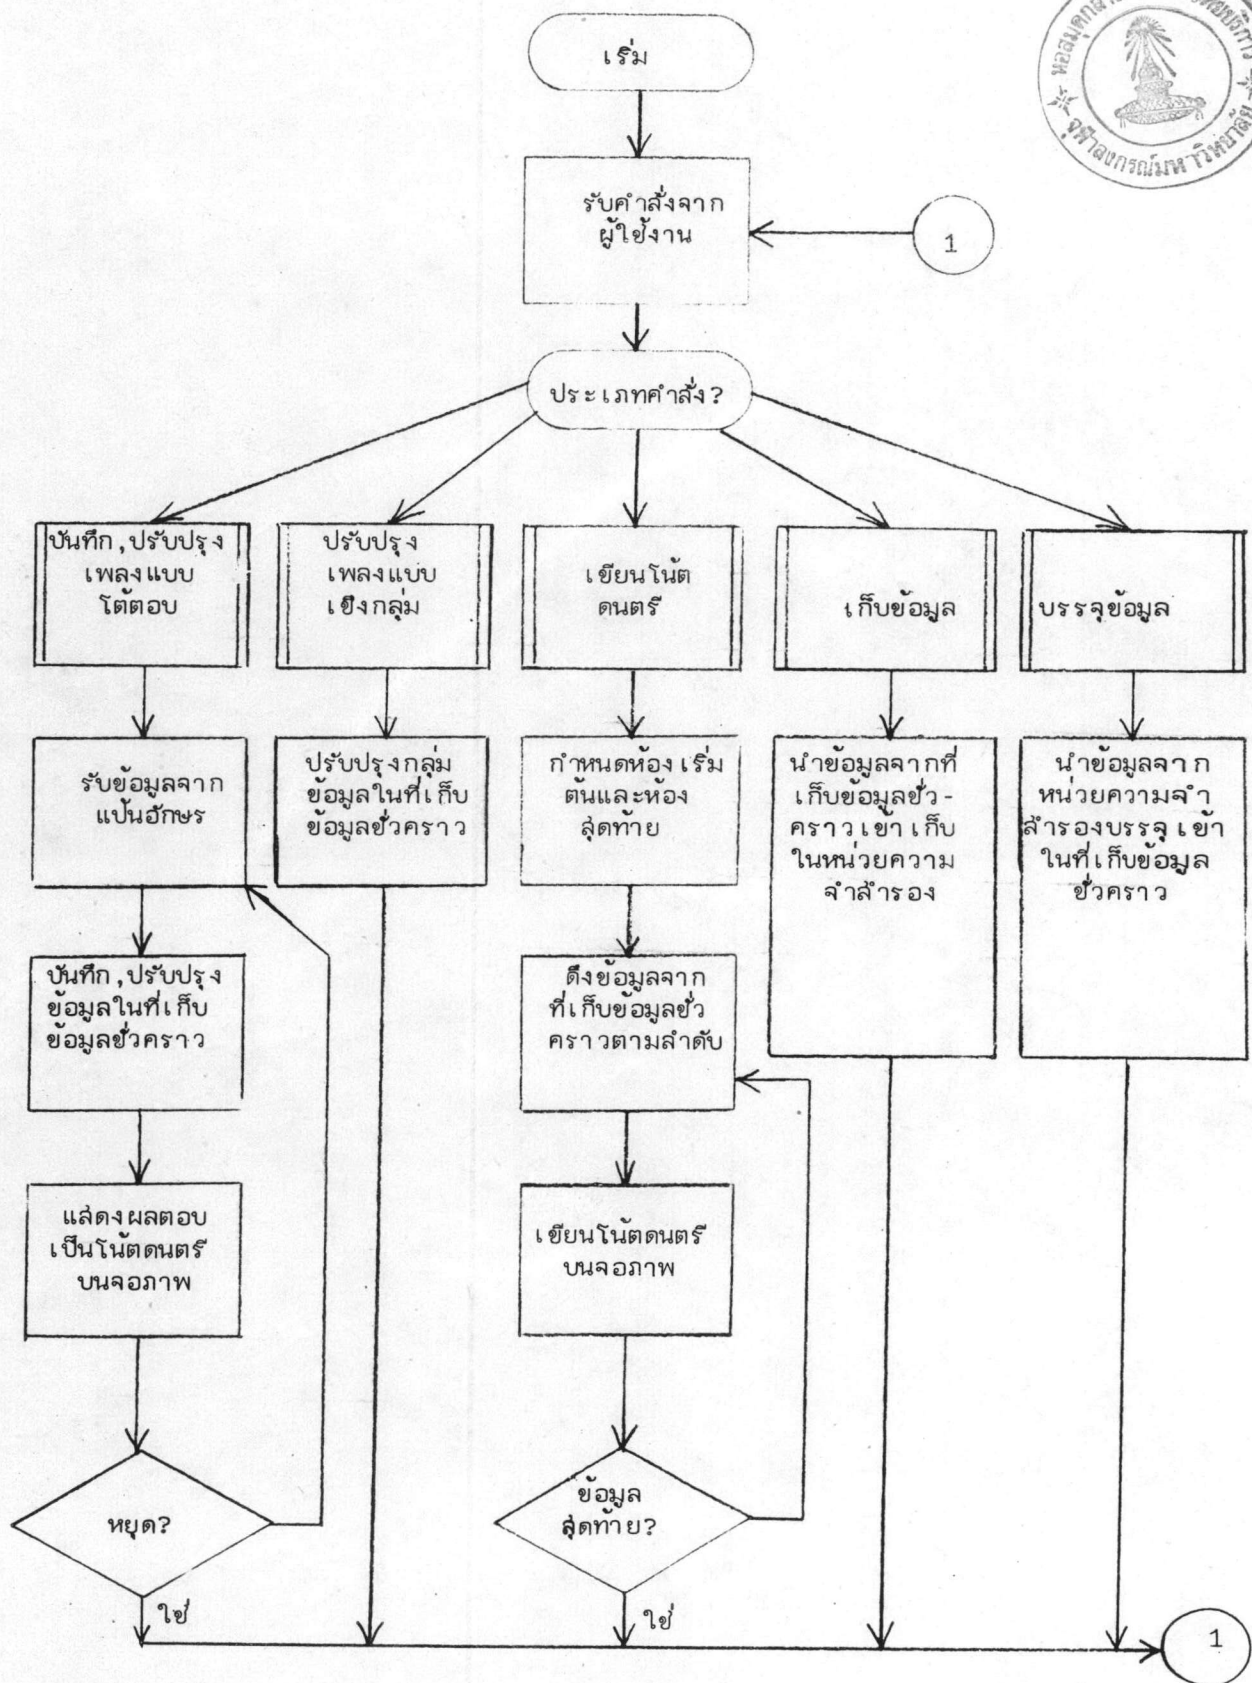 เริ่ม
รับคำสั่งจาก
ผู้ใช้งาน
1
ประเภทคำสั่ง?
บันทึก,ปรับปรุง
เพลงแบบ
โต้ตอบ
ปรับปรุง
เพลงแบบ
เชิงกลุ่ม
เขียนโน้ต
ดนตรี
เก็บข้อมูล
บรรจุข้อมูล
รับข้อมูลจาก
แป้นอักษร
ปรับปรุงกลุ่ม
ข้อมูลในที่เก็บ
ข้อมูลชั่วคราว
กำหนดห้องเริ่ม
ต้นและห้อง
สุดท้าย
นำข้อมูลจากที่
เก็บข้อมูลชั่ว-
คราวเข้าเก็บ
ในหน่วยความ
จำสำรอง
นำข้อมูลจาก
หน่วยความจำ
สำรองบรรจุเข้า
ในที่เก็บข้อมูล
ชั่วคราว
บันทึก,ปรับปรุง
ข้อมูลในที่เก็บ
ข้อมูลชั่วคราว
ดึงข้อมูลจาก
ที่เก็บข้อมูลชั่ว
คราวตามลำดับ
แสดงผลตอบ
เป็นโน้ตดนตรี
บนจอภาพ
เขียนโน้ตดนตรี
บนจอภาพ
หยุด?
ข้อมูล
สุดท้าย?
ใช่
ใช่
1
จุฬาลงกรณ์มหาวิทยาลัย